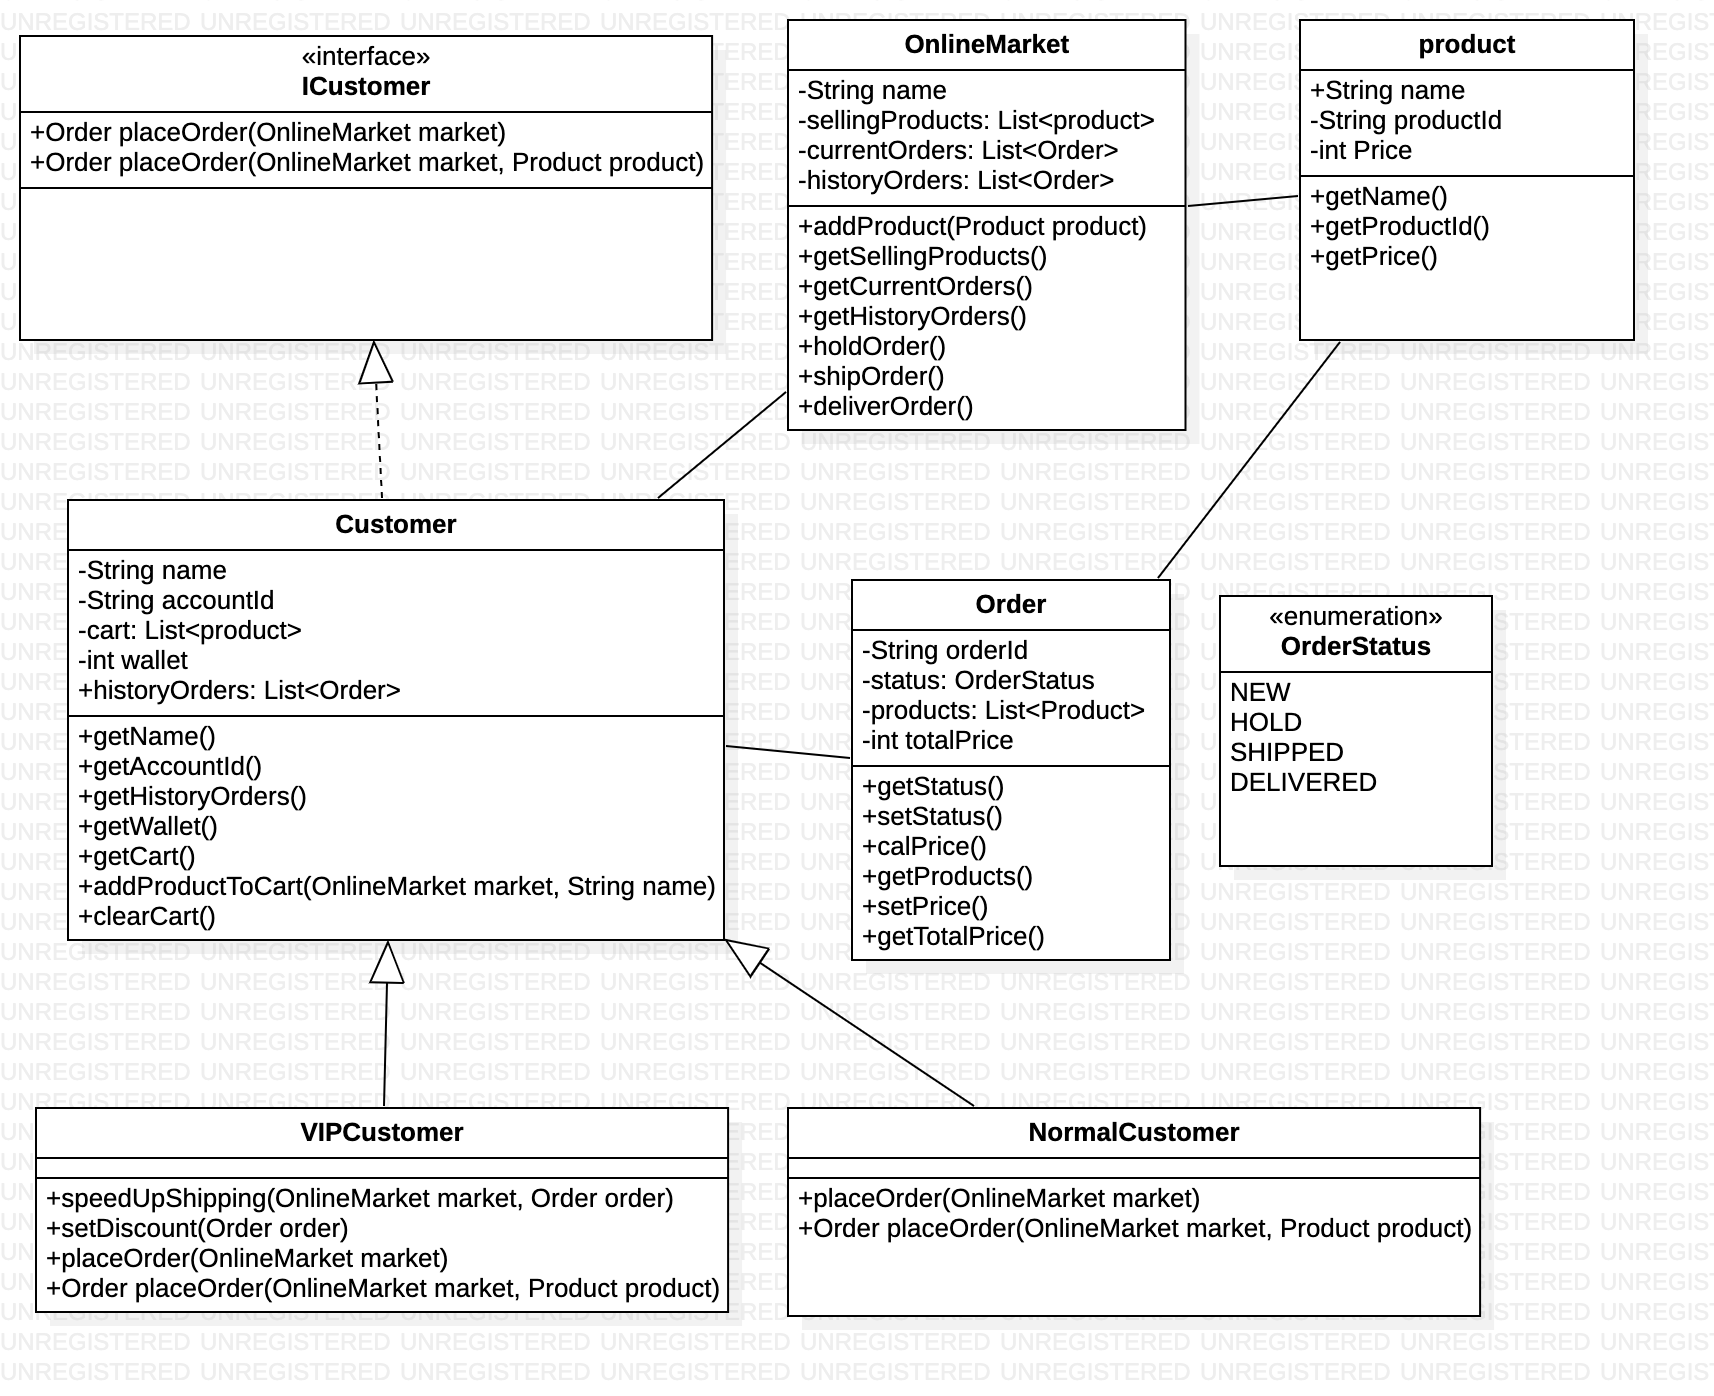 «interface»
ICustomer
+Order placeOrder(OnlineMarket market)
+Order placeOrder(OnlineMarket market, Product product)
OnlineMarket
-String name
-sellingProducts: List<product>
-currentOrders: List<Order>
-historyOrders: List<Order>
+addProduct(Product product)
+getSellingProducts()
+getCurrentOrders()
+getHistoryOrders()
+holdOrder()
+shipOrder()
+deliverOrder()
product
+String name
-String productId
-int Price
+getName()
+getProductId()
+getPrice()
Customer
-String name
-String accountId
-cart: List<product>
-int wallet
+historyOrders: List<Order>
+getName()
+getAccountId()
+getHistoryOrders()
+getWallet()
+getCart()
+addProductToCart(OnlineMarket market, String name)
+clearCart()
Order
-String orderId
-status: OrderStatus
-products: List<Product>
-int totalPrice
+getStatus()
+setStatus()
+calPrice()
+getProducts()
+setPrice()
+getTotalPrice()
«enumeration»
OrderStatus
NEW
HOLD
SHIPPED
DELIVERED
VIPCustomer
+speedUpShipping(OnlineMarket market, Order order)
+setDiscount(Order order)
+placeOrder(OnlineMarket market)
+Order placeOrder(OnlineMarket market, Product product)
NormalCustomer
+placeOrder(OnlineMarket market)
+Order placeOrder(OnlineMarket market, Product product)
UNREGISTERED